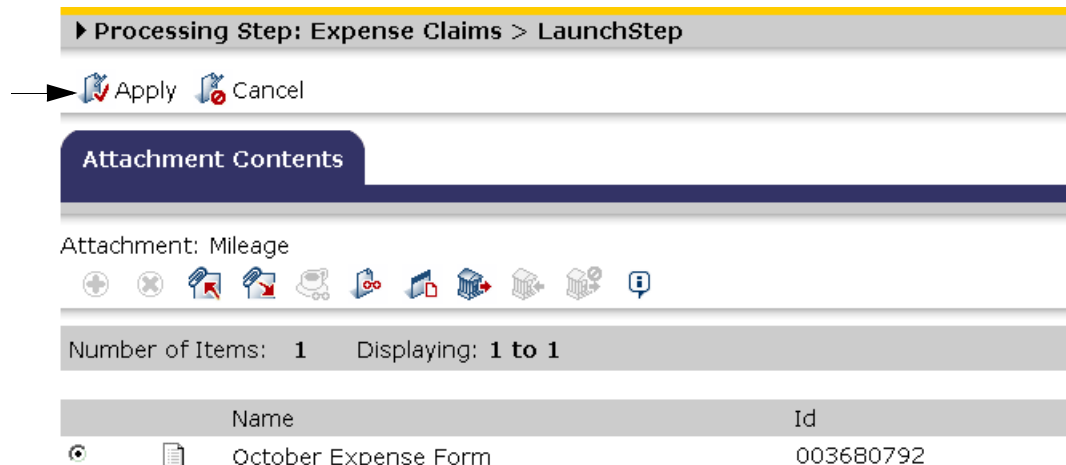 Processing Step: Expense Claims > LaunchStep
Apply Cancel
Attachment Contents
Attachment: Mileage
Number of Items: 1 Displaying: 1 to 1
Name Id
October Expense Form 003680792